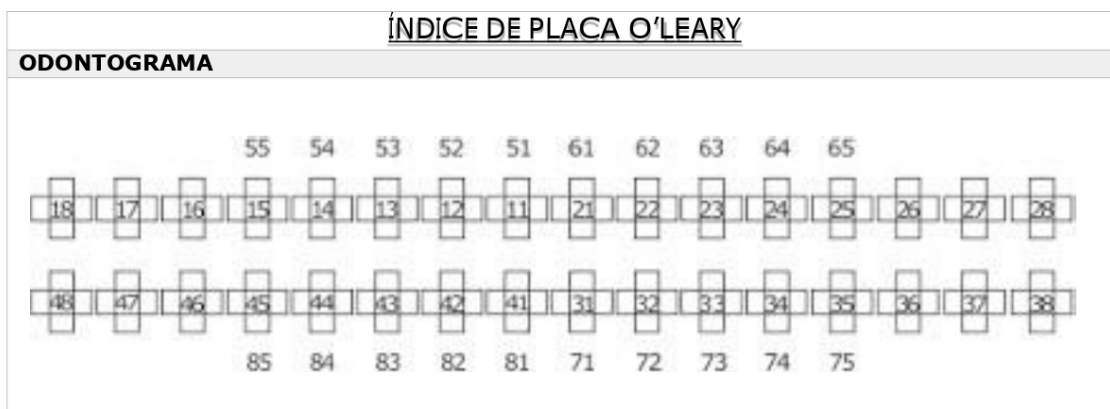 ÍNDICE DE PLACA O'LEARY
ODONTOGRAMA
55 54 53 52 51 61 62 63 64 65
18 17 16 15 14 13 12 11 21 22 23 24 25 26 27 28
48 47 46 45 44 43 42 41 31 32 33 34 35 36 37 38
85 84 83 82 81 71 72 73 74 75